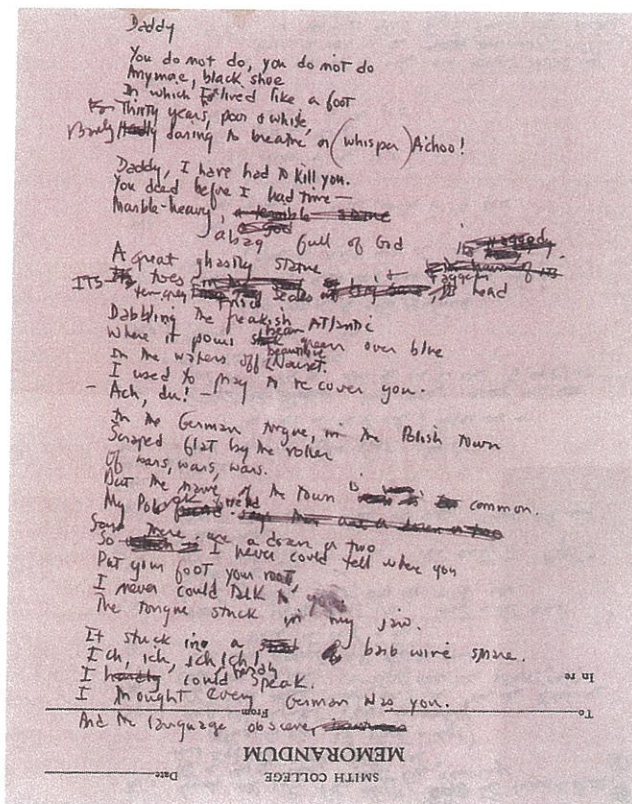 Daddy
You do not do, you do not do
Anymore, black shoe
In which I lived like a foot
For Thirty years, poor & white,
Barely daring to breathe or (whisper) Achoo!
Daddy, I have had to kill you.
You died before I had time—
Marble-heavy,
a bag full of God
A great ghastly statue
ITS toes
head
Dabbling the freakish Atlantic
Where it pours bean green over blue
In the waters off beautiful Nauset.
I used to pray to recover you.
- Ach, du! -
In the German tongue, in the Polish town
Scraped flat by the roller
Of wars, wars, wars.
But the name of the town is common.
My Polack friend
Says there are a dozen or two
So I never could tell where you
Put your foot, your root,
I never could talk to you
The tongue stuck in my jaw.
It stuck in a barb wire snare.
Ich, ich, ich, ich,
I could hardly speak.
I thought every German was you.
And the language obscene,
In re
To
From
MEMORANDUM
SMITH COLLEGE
Date